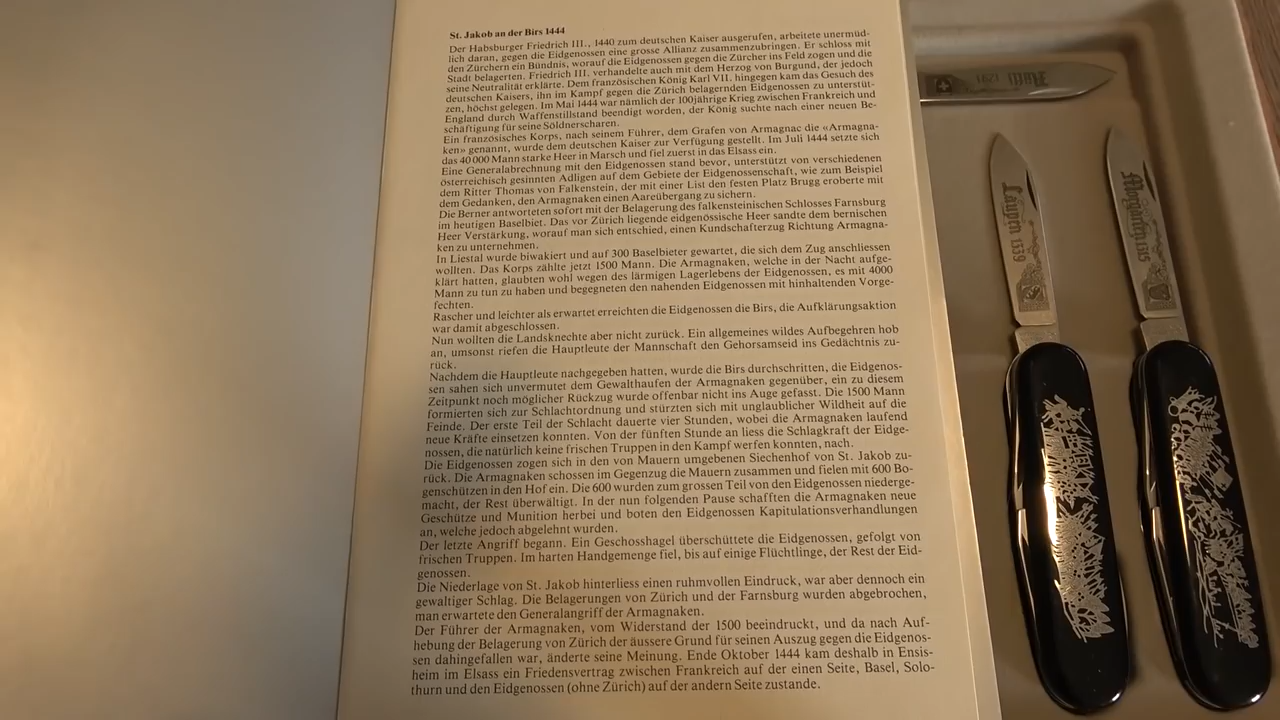 St. Jakob an der Birs 1444
Der Habsburger Friedrich III., 1440 zum deutschen Kaiser ausgerufen, arbeitete unermüd-
lich daran, gegen die Eidgenossen eine grosse Allianz zusammenzubringen. Er schloss mit
den Zürchern ein Bündnis, worauf die Eidgenossen gegen die Zürcher ins Feld zogen und die
Stadt belagerten. Friedrich III. verhandelte auch mit dem Herzog von Burgund, der jedoch
seine Neutralität erklärte. Dem französischen König Karl VII. hingegen kam das Gesuch des
deutschen Kaisers, ihn im Kampf gegen die Zürich belagernden Eidgenossen zu unterstüt-
zen, höchst gelegen. Im Mai 1444 war nämlich der 100jährige Krieg zwischen Frankreich und
England durch Waffenstillstand beendigt worden, der König suchte nach einer neuen Be-
schäftigung für seine Söldnerscharen.
Ein französisches Korps, nach seinem Führer, dem Grafen von Armagnac die «Armagna-
ken» genannt, wurde dem deutschen Kaiser zur Verfügung gestellt. Im Juli 1444 setzte sich
das 40 000 Mann starke Heer in Marsch und fiel zuerst in das Elsass ein.
Eine Generalabrechnung mit den Eidgenossen stand bevor, unterstützt von verschiedenen
österreichisch gesinnten Adligen auf dem Gebiete der Eidgenossenschaft, wie zum Beispiel
dem Ritter Thomas von Falkenstein, der mit einer List den festen Platz Brugg eroberte mit
dem Gedanken, den Armagnaken einen Aareübergang zu sichern.
Die Berner antworteten sofort mit der Belagerung des falkensteinischen Schlosses Farnsburg
im heutigen Baselbiet. Das vor Zürich liegende eidgenössische Heer sandte dem bernischen
Heer Verstärkung, worauf man sich entschied, einen Kundschafterzug Richtung Armagna-
ken zu unternehmen.
In Liestal wurde biwakiert und auf 300 Baselbieter gewartet, die sich dem Zug anschliessen
wollten. Das Korps zählte jetzt 1500 Mann. Die Armagnaken, welche in der Nacht aufge-
klärt hatten, glaubten wohl wegen des lärmigen Lagerlebens der Eidgenossen, es mit 4000
Mann zu tun zu haben und begegneten den nahenden Eidgenossen mit hinhaltenden Vorge-
fechten.
Rascher und leichter als erwartet erreichten die Eidgenossen die Birs, die Aufklärungsaktion
war damit abgeschlossen.
Nun wollten die Landsknechte aber nicht zurück. Ein allgemeines wildes Aufbegehren hob
an, umsonst riefen die Hauptleute der Mannschaft den Gehorsamseid ins Gedächtnis zu-
rück.
Nachdem die Hauptleute nachgegeben hatten, wurde die Birs durchschritten, die Eidgenos-
sen sahen sich unvermutet dem Gewalthaufen der Armagnaken gegenüber, ein zu diesem
Zeitpunkt noch möglicher Rückzug wurde offenbar nicht ins Auge gefasst. Die 1500 Mann
formierten sich zur Schlachtordnung und stürzten sich mit unglaublicher Wildheit auf die
Feinde. Der erste Teil der Schlacht dauerte vier Stunden, wobei die Armagnaken laufend
neue Kräfte einsetzen konnten. Von der fünften Stunde an liess die Schlagkraft der Eidge-
nossen, die natürlich keine frischen Truppen in den Kampf werfen konnten, nach.
Die Eidgenossen zogen sich in den von Mauern umgebenen Siechenhof von St. Jakob zu-
rück. Die Armagnaken schossen im Gegenzug die Mauern zusammen und fielen mit 600 Bo-
genschützen in den Hof ein. Die 600 wurden zum grossen Teil von den Eidgenossen niederge-
macht, der Rest überwältigt. In der nun folgenden Pause schafften die Armagnaken neue
Geschütze und Munition herbei und boten den Eidgenossen Kapitulationsverhandlungen
an, welche jedoch abgelehnt wurden.
Der letzte Angriff begann. Ein Geschosshagel überschüttete die Eidgenossen, gefolgt von
frischen Truppen. Im harten Handgemenge fiel, bis auf einige Flüchtlinge, der Rest der Eid-
genossen.
Die Niederlage von St. Jakob hinterliess einen ruhmvollen Eindruck, war aber dennoch ein
gewaltiger Schlag. Die Belagerungen von Zürich und der Farnsburg wurden abgebrochen,
man erwartete den Generalangriff der Armagnaken.
Der Führer der Armagnaken, vom Widerstand der 1500 beeindruckt, und da nach Auf-
hebung der Belagerung von Zürich der äussere Grund für seinen Auszug gegen die Eidgenos-
sen dahingefallen war, änderte seine Meinung. Ende Oktober 1444 kam deshalb in Ensis-
heim im Elsass ein Friedensvertrag zwischen Frankreich auf der einen Seite, Basel, Solo-
thurn und den Eidgenossen (ohne Zürich) auf der andern Seite zustande.
Rütli 1291
Laupen 1339
Morgarten 1315